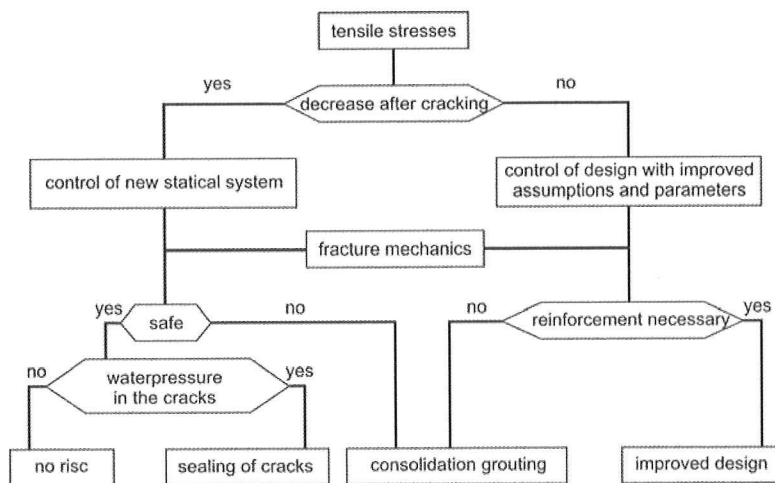 tensile stresses
yes
no
decrease after cracking
control of new statical system
control of design with improved
assumptions and parameters
fracture mechanics
yes
safe
no
no
reinforcement necessary
yes
no
waterpressure
in the cracks
yes
no risc
sealing of cracks
consolidation grouting
improved design